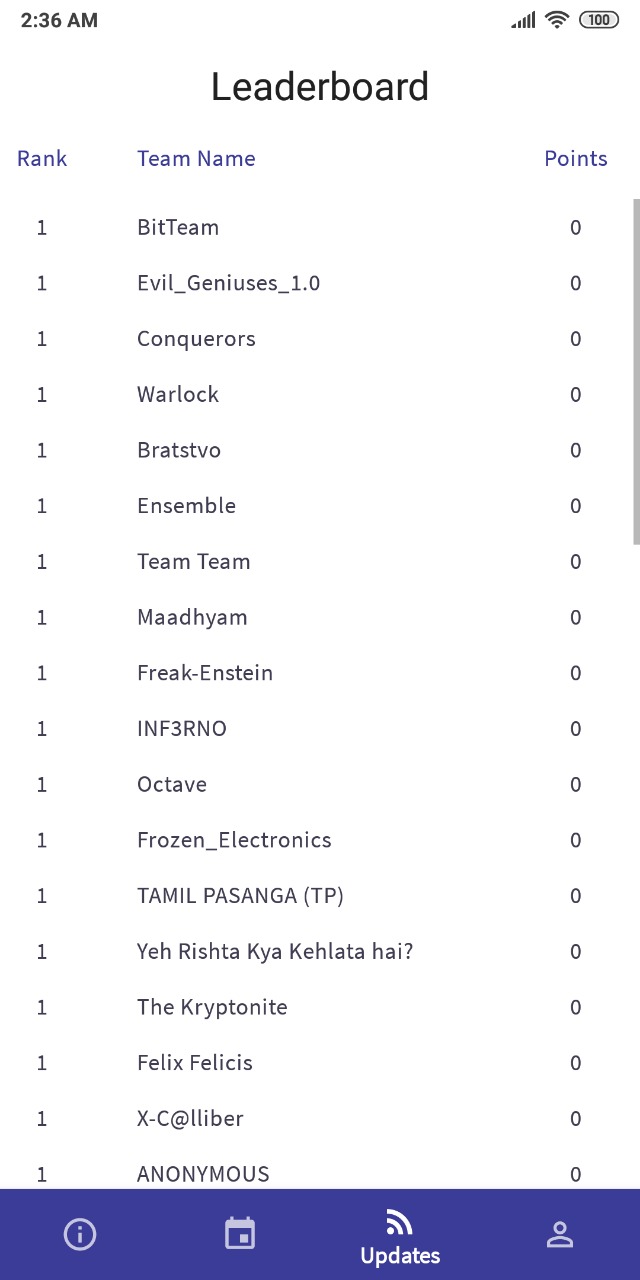 2:36 AM 100
Leaderboard
Rank Team Name Points
1 BitTeam 0
1 Evil_Geniuses_1.0 0
1 Conquerors 0
1 Warlock 0
1 Bratstvo 0
1 Ensemble 0
1 Team Team 0
1 Maadhyam 0
1 Freak-Enstein 0
1 INF3RNO 0
1 Octave 0
1 Frozen_Electronics 0
1 TAMIL PASANGA (TP) 0
1 Yeh Rishta Kya Kehlata hai? 0
1 The Kryptonite 0
1 Felix Felicis 0
1 X-C@lliber 0
1 ANONYMOUS 0
Updates